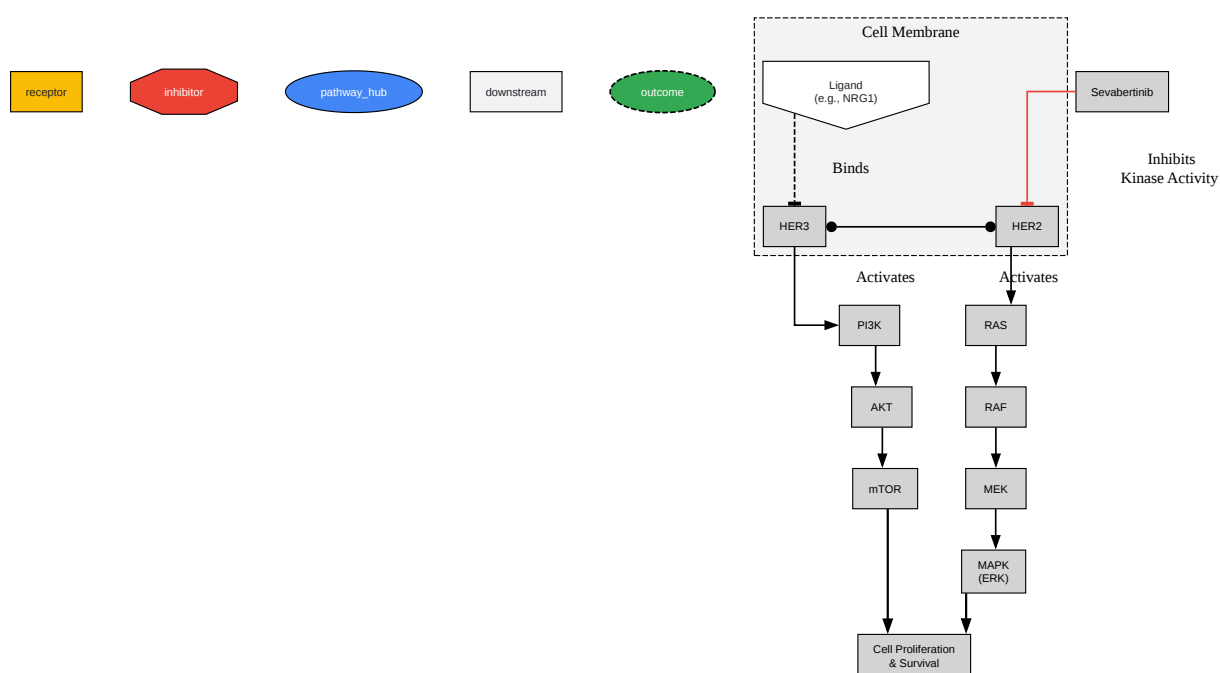 Cell Membrane
receptor
inhibitor
pathway_hub
downstream
outcome
Ligand
(e.g., NRG1)
Sevabertinib
Binds
Inhibits
Kinase Activity
HER3
HER2
Activates
Activates
PI3K
RAS
AKT
RAF
mTOR
MEK
MAPK
(ERK)
Cell Proliferation
& Survival